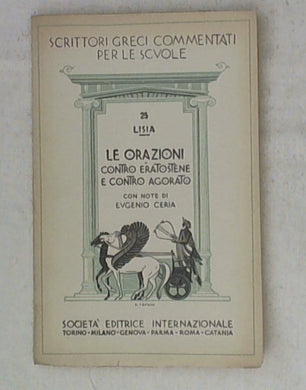 SCRITTORI GRECI COMMENTATI
PER LE SCVOLE
25
LISIA
LE ORAZIONI
CONTRO ERATOSTENE
E CONTRO AGORATO
CON NOTE DI
EVGENIO CERIA
SOCIETÀ EDITRICE INTERNAZIONALE
TORINO-MILANO-GENOVA-PARMA-ROMA-CATANIA